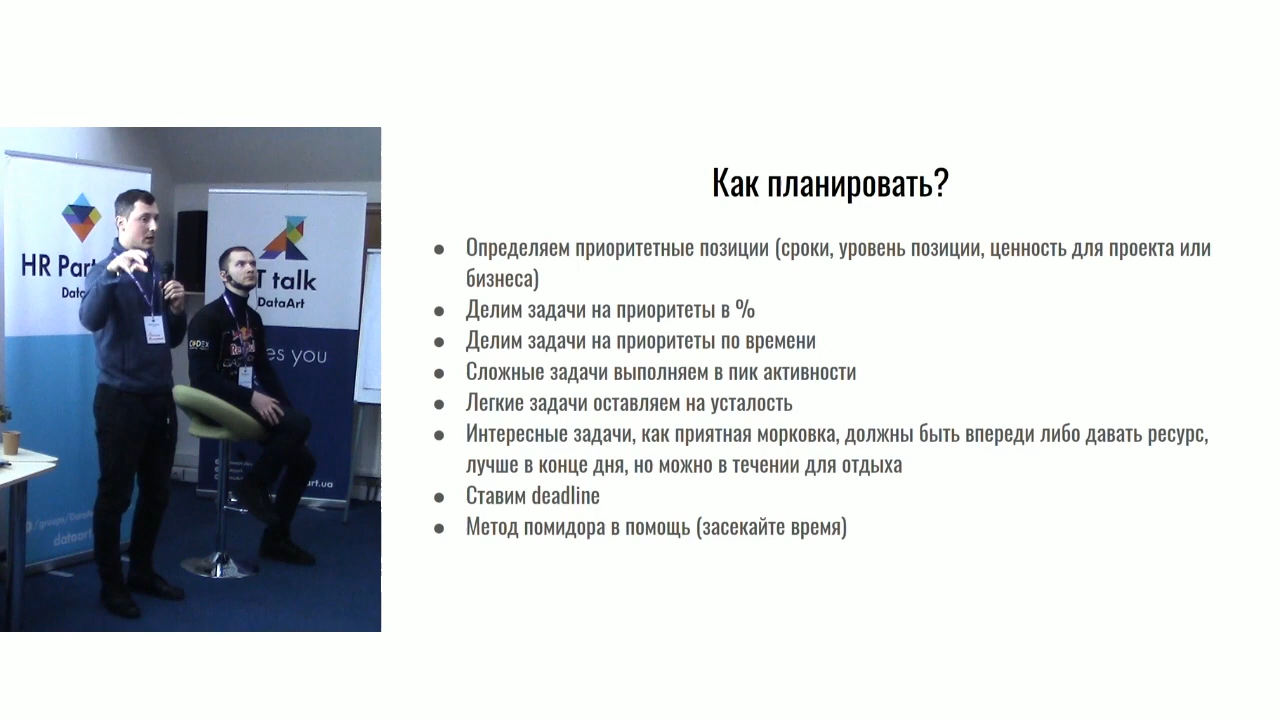 Как планировать?
● Определяем приоритетные позиции (сроки, уровень позиции, ценность для проекта или
бизнеса)
● Делим задачи на приоритеты в %
● Делим задачи на приоритеты по времени
● Сложные задачи выполняем в пик активности
● Легкие задачи оставляем на усталость
● Интересные задачи, как приятная морковка, должны быть впереди либо давать ресурс,
лучше в конце дня, но можно в течении для отдыха
● Ставим deadline
● Метод помидора в помощь (засекайте время)
HR Part
Data
T talk
DataArt
es you